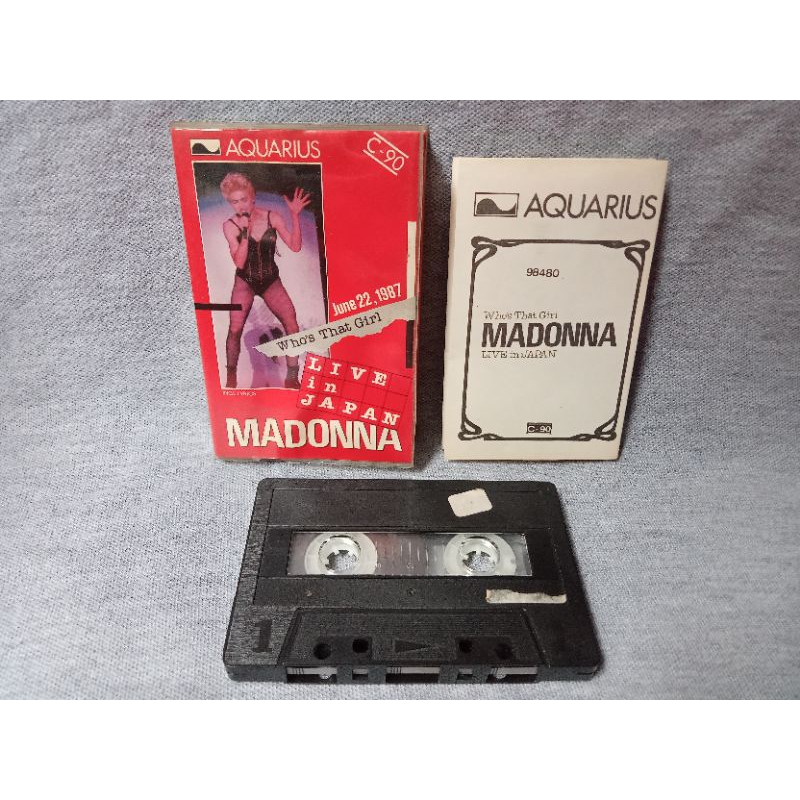 AQUARIUS
C-90
June 22, 1987
Who's That Girl
LIVE
in
JAPAN
MADONNA
AQUARIUS
98480
Who's That Girl
MADONNA
LIVE in JAPAN
C-90
1